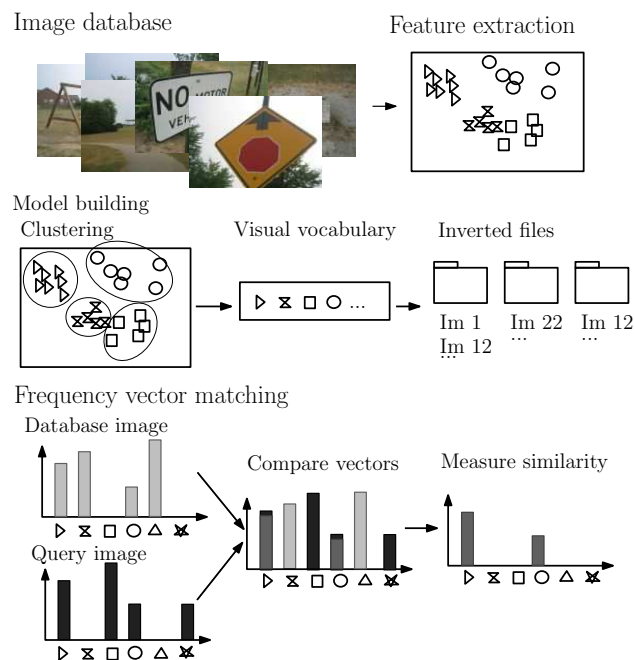 Image database
Feature extraction
NO MOTOR
VEH
Model building
Clustering
Visual vocabulary
Inverted files
...
Im 1
Im 12
...
Im 22
...
Im 12
...
Frequency vector matching
Database image
Compare vectors
Measure similarity
Query image